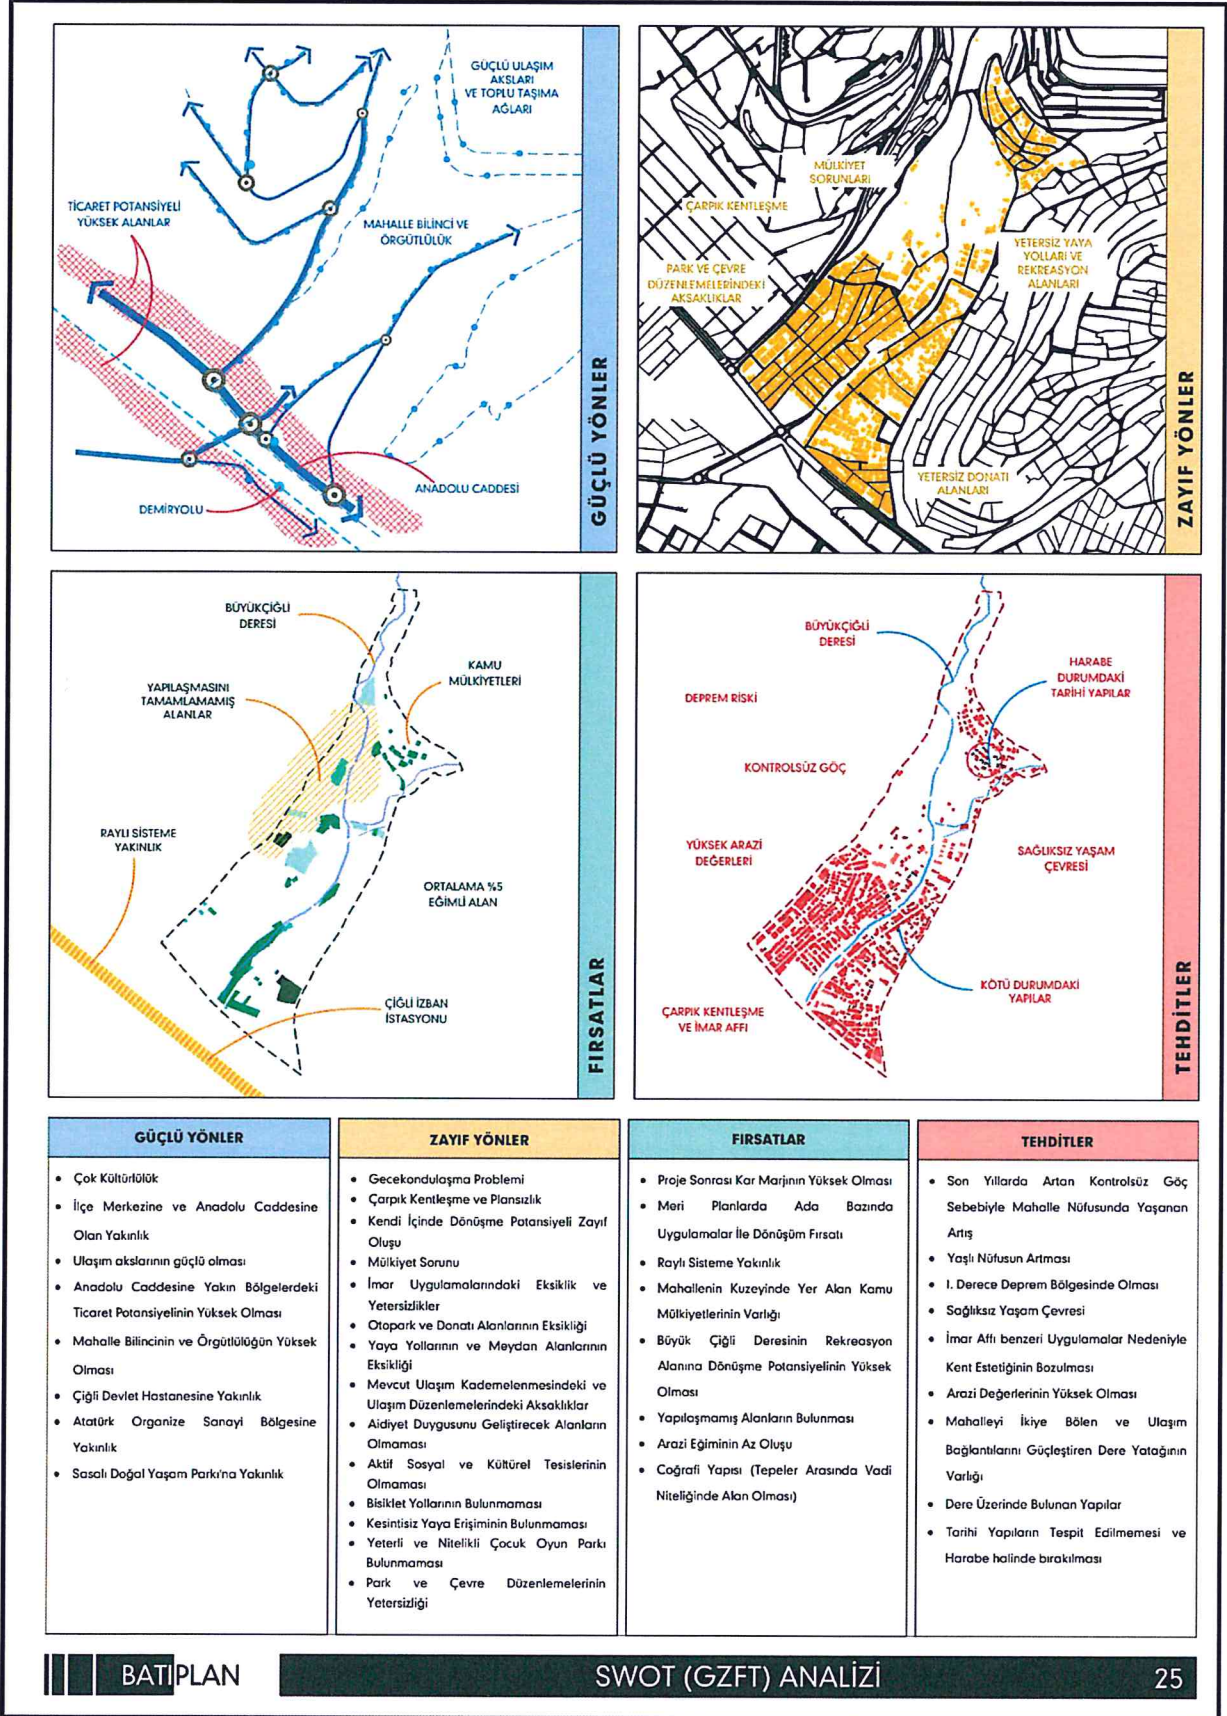 GÜÇLÜ ULAŞIM
AKSLARI
VE TOPLU TAŞIMA
AĞLARI
TİCARET POTANSİYELİ
YÜKSEK ALANLAR
MAHALLE BİLİNCİ VE
ÖRGÜTLÜLÜK
ANADOLU CADDESİ
DEMİRYOLU
GÜÇLÜ YÖNLER
MÜLKİYET
SORUNLARI
ÇARPIK KENTLEŞME
PARK VE ÇEVRE
DÜZENLEMELERİNDEKİ
AKSAKLIKLAR
YETERSİZ YAYA
YOLLARI VE
REKREASYON
ALANLARI
YETERSİZ DONATI
ALANLARI
ZAYIF YÖNLER
BÜYÜKÇİĞLİ
DERESİ
KAMU
MÜLKİYETLERİ
YAPILAŞMASINI
TAMAMLAMAMIŞ
ALANLAR
RAYLI SİSTEME
YAKINLIK
ORTALAMA %5
EĞİMLİ ALAN
ÇİĞLİ İZBAN
İSTASYONU
FIRSATLAR
BÜYÜKÇİĞLİ
DERESİ
HARABE
DURUMDAKİ
TARİHİ YAPILAR
DEPREM RİSKİ
KONTROLSÜZ GÖÇ
YÜKSEK ARAZİ
DEĞERLERİ
SAĞLIKSIZ YAŞAM
ÇEVRESİ
KÖTÜ DURUMDAKİ
YAPILAR
ÇARPIK KENTLEŞME
VE İMAR AFFI
TEHDİTLER
GÜÇLÜ YÖNLER
• Çok Kültürlülük
• İlçe Merkezine ve Anadolu Caddesine
Olan Yakınlık
• Ulaşım akslarının güçlü olması
• Anadolu Caddesine Yakın Bölgelerdeki
Ticaret Potansiyelinin Yüksek Olması
• Mahalle Bilincinin ve Örgütlülüğün Yüksek
Olması
• Çiğli Devlet Hastanesine Yakınlık
• Atatürk Organize Sanayi Bölgesine
Yakınlık
• Sasalı Doğal Yaşam Parkı'na Yakınlık
ZAYIF YÖNLER
• Gecekondulaşma Problemi
• Çarpık Kentleşme ve Plansızlık
• Kendi İçinde Dönüşme Potansiyeli Zayıf
Oluşu
• Mülkiyet Sorunu
• İmar Uygulamalarındaki Eksiklik ve
Yetersizlikler
• Otopark ve Donatı Alanlarının Eksikliği
• Yaya Yollarının ve Meydan Alanlarının
Eksikliği
• Mevcut Ulaşım Kademelenmesindeki ve
Ulaşım Düzenlemelerindeki Aksaklıklar
• Aidiyet Duygusunu Geliştirecek Alanların
Olmaması
• Aktif Sosyal ve Kültürel Tesislerinin
Olmaması
• Bisiklet Yollarının Bulunmaması
• Kesintisiz Yaya Erişiminin Bulunmaması
• Yeterli ve Nitelikli Çocuk Oyun Parkı
Bulunmaması
• Park ve Çevre Düzenlemelerinin
Yetersizliği
FIRSATLAR
• Proje Sonrası Kar Marjının Yüksek Olması
• Meri Planlarda Ada Bazında
Uygulamalar İle Dönüşüm Fırsatı
• Raylı Sisteme Yakınlık
• Mahallenin Kuzeyinde Yer Alan Kamu
Mülkiyetlerinin Varlığı
• Büyük Çiğli Deresinin Rekreasyon
Alanına Dönüşme Potansiyelinin Yüksek
Olması
• Yapılaşmamış Alanların Bulunması
• Arazi Eğiminin Az Oluşu
• Coğrafi Yapısı (Tepeler Arasında Vadi
Niteliğinde Alan Olması)
TEHDİTLER
• Son Yıllarda Artan Kontrolsüz Göç
Sebebiyle Mahalle Nüfusunda Yaşanan
Artış
• Yaşlı Nüfusun Artması
• I. Derece Deprem Bölgesinde Olması
• Sağlıksız Yaşam Çevresi
• İmar Affı benzeri Uygulamalar Nedeniyle
Kent Estetiğinin Bozulması
• Arazi Değerlerinin Yüksek Olması
• Mahalleyi İkiye Bölen ve Ulaşım
Bağlantılarını Güçleştiren Dere Yatağının
Varlığı
• Dere Üzerinde Bulunan Yapılar
• Tarihi Yapıların Tespit Edilmemesi ve
Harabe halinde bırakılması
BATIPLAN
SWOT (GZFT) ANALİZİ
25